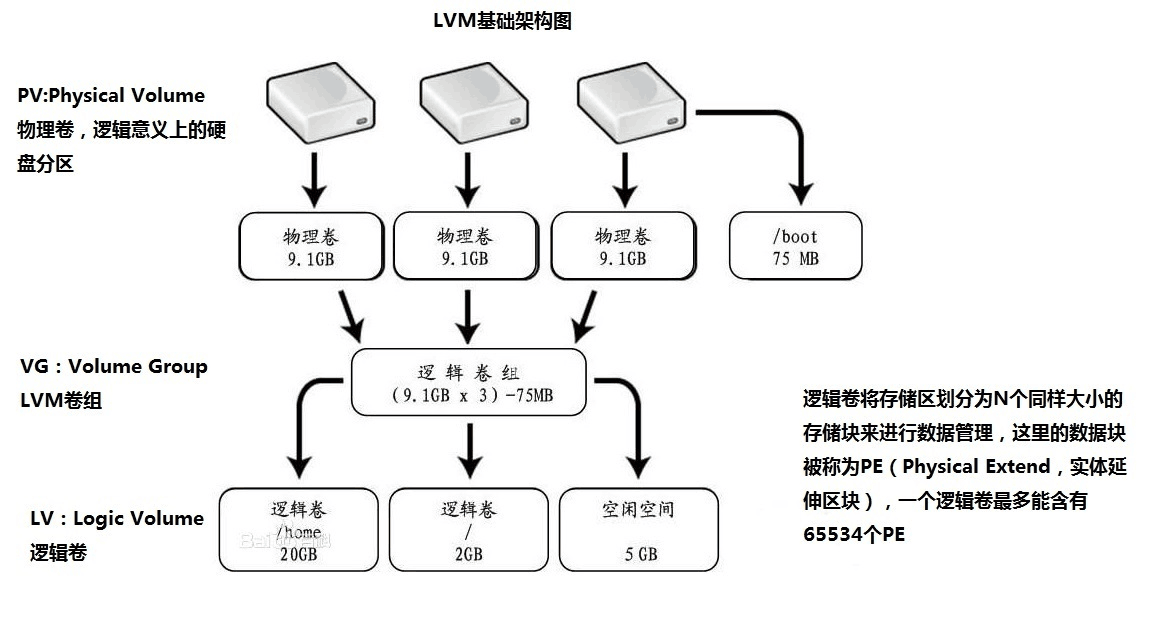 LVM基础架构图
PV:Physical Volume
物理卷，逻辑意义上的硬
盘分区
物理卷
9.1GB
物理卷
9.1GB
物理卷
9.1GB
/boot
75 MB
VG：Volume Group
LVM卷组
逻辑卷组
(9.1GB x 3)-75MB
逻辑卷将存储区划分为N个同样大小的
存储块来进行数据管理，这里的数据块
被称为PE（Physical Extend，实体延
伸区块），一个逻辑卷最多能含有
65534个PE
LV：Logic Volume
逻辑卷
逻辑卷
/home
20GB
逻辑卷
/
2GB
空闲空间
5GB